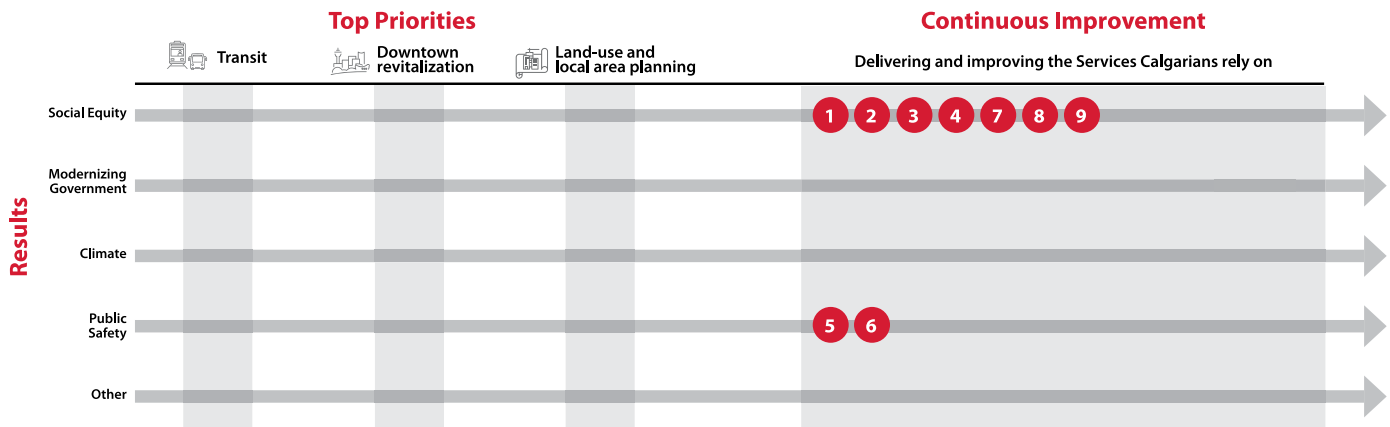 Top Priorities
Continuous Improvement
Transit
Downtown
revitalization
Land-use and
local area planning
Delivering and improving the Services Calgarians rely on
Results
Social Equity
1 2 3 4 7 8 9
Modernizing
Government
Climate
Public
Safety
5 6
Other